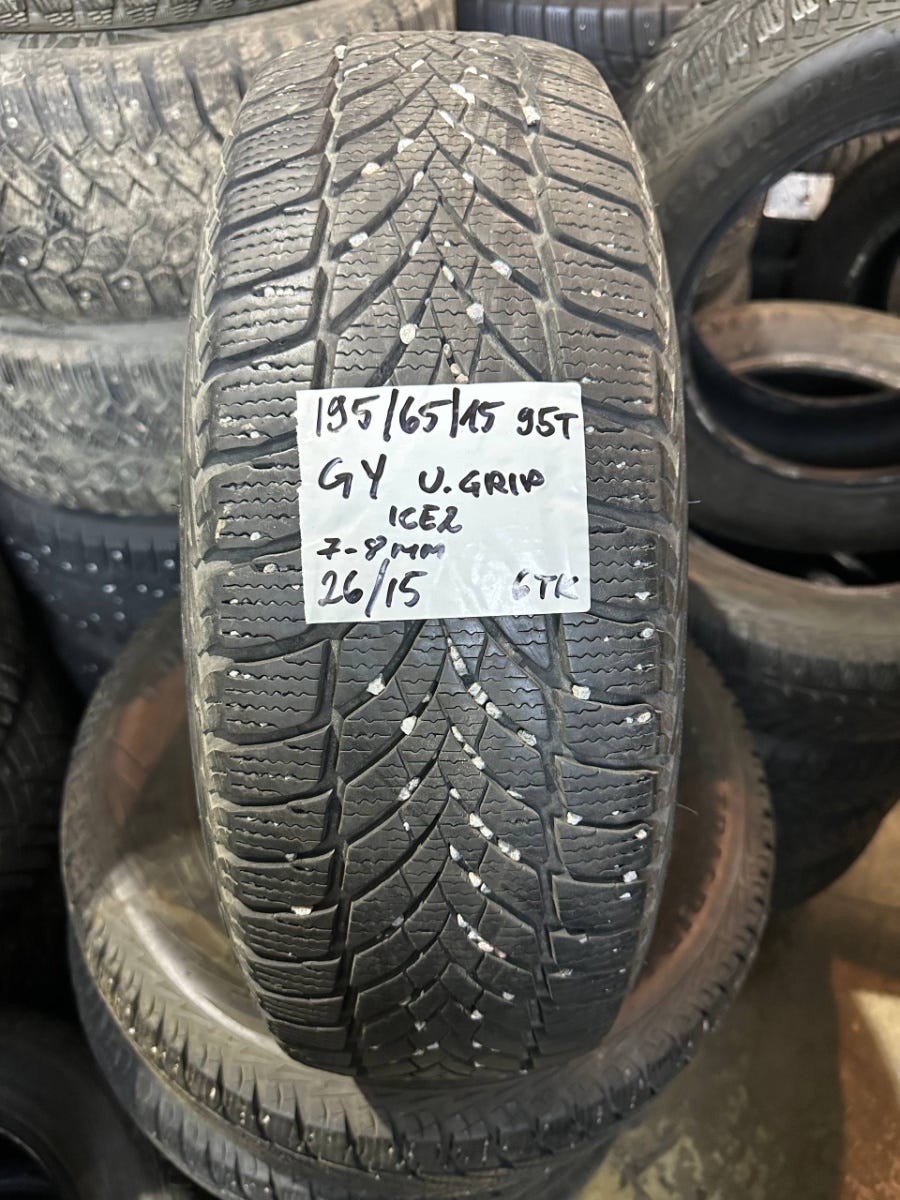 195/65/15 95T
GY U.GRIP
ICE2
7-8MM
26/15 6TK